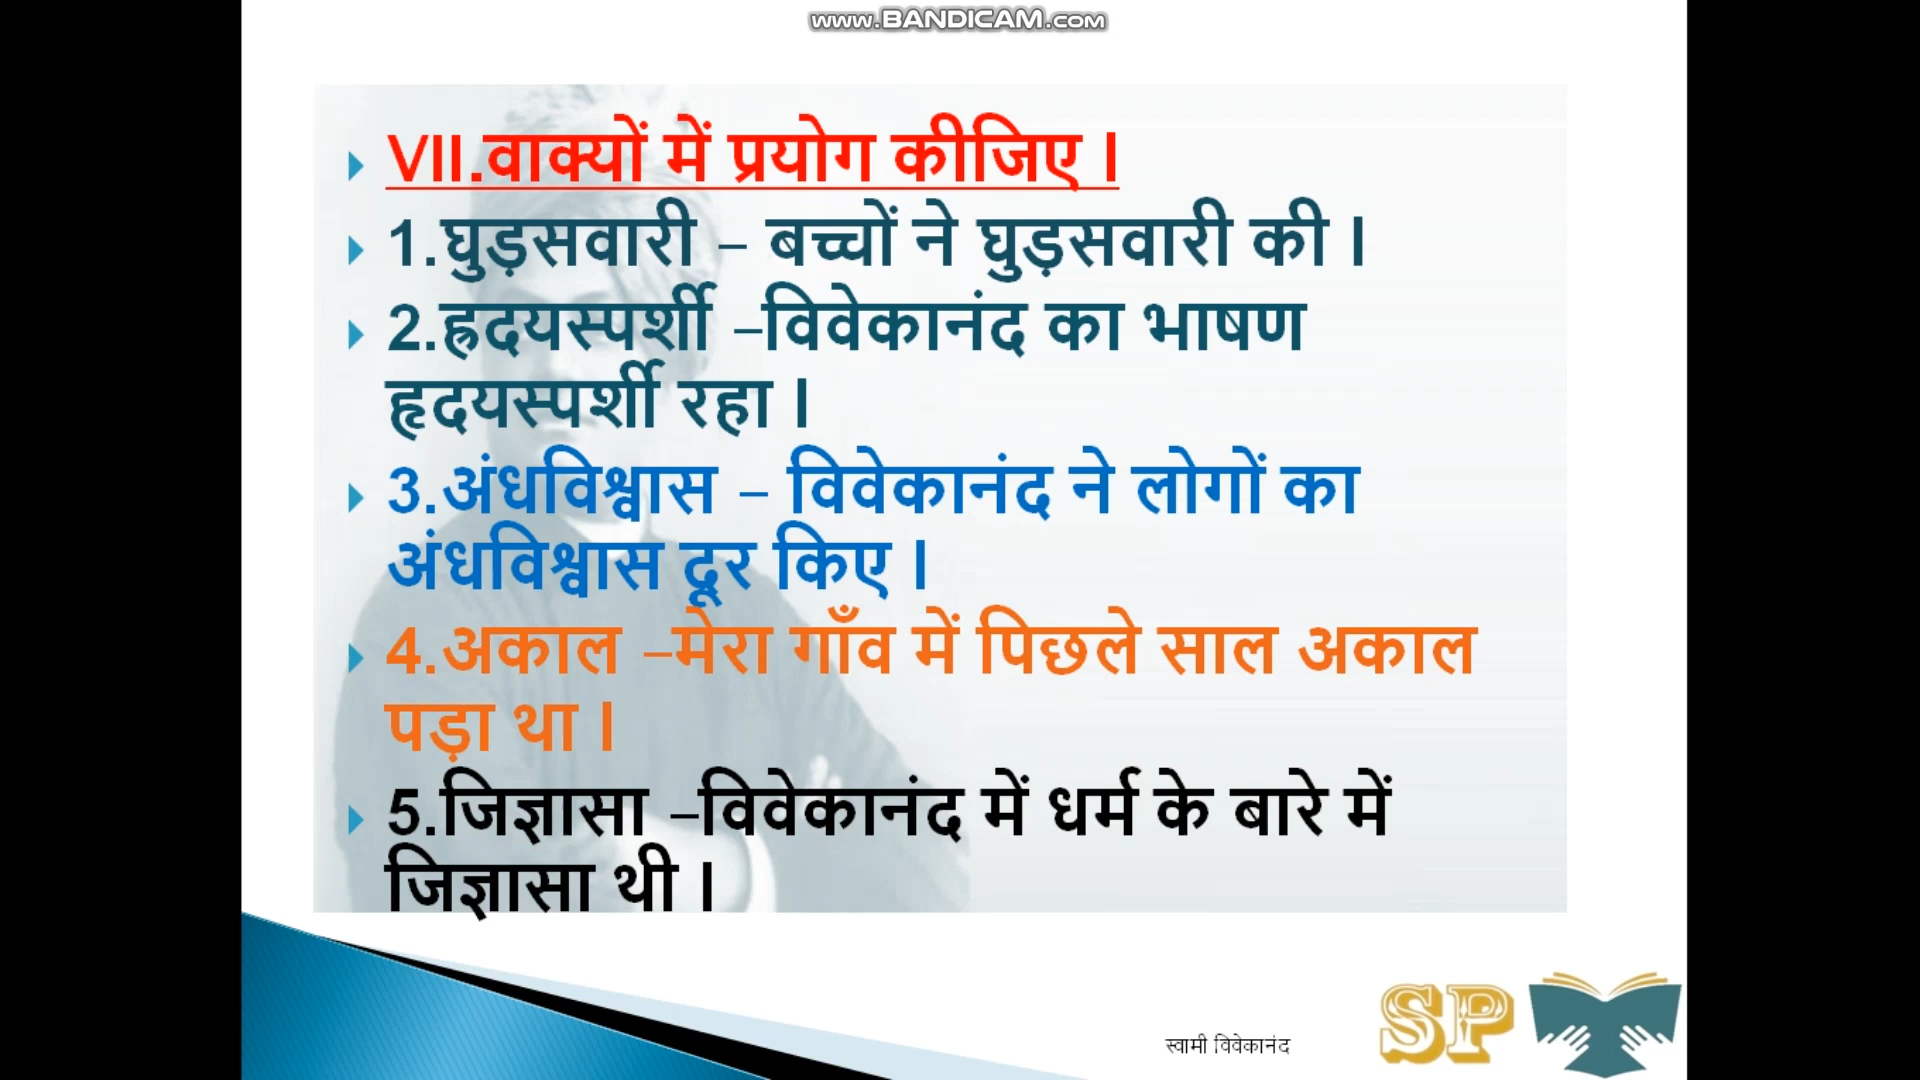 www.BANDICAM.com
VII.वाक्यों में प्रयोग कीजिए ।
1.घुड़सवारी – बच्चों ने घुड़सवारी की ।
2.ह्रदयस्पर्शी –विवेकानंद का भाषण
हृदयस्पर्शी रहा ।
3.अंधविश्वास – विवेकानंद ने लोगों का
अंधविश्वास दूर किए ।
4.अकाल –मेरा गाँव में पिछले साल अकाल
पड़ा था ।
5.जिज्ञासा –विवेकानंद में धर्म के बारे में
जिज्ञासा थी ।
स्वामी विवेकानंद
SP